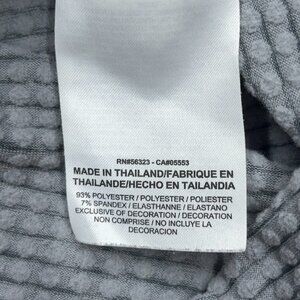 RN#56323 - CA#05553
MADE IN THAILAND/FABRIQUE EN
THAILANDE/HECHO EN TAILANDIA
93% POLYESTER / POLYESTER / POLIESTER
7% SPANDEX / ELASTHANNE / ELASTANO
EXCLUSIVE OF DECORATION / DECORATION
NON COMPRISE / NO INCLUYE LA
DECORACION